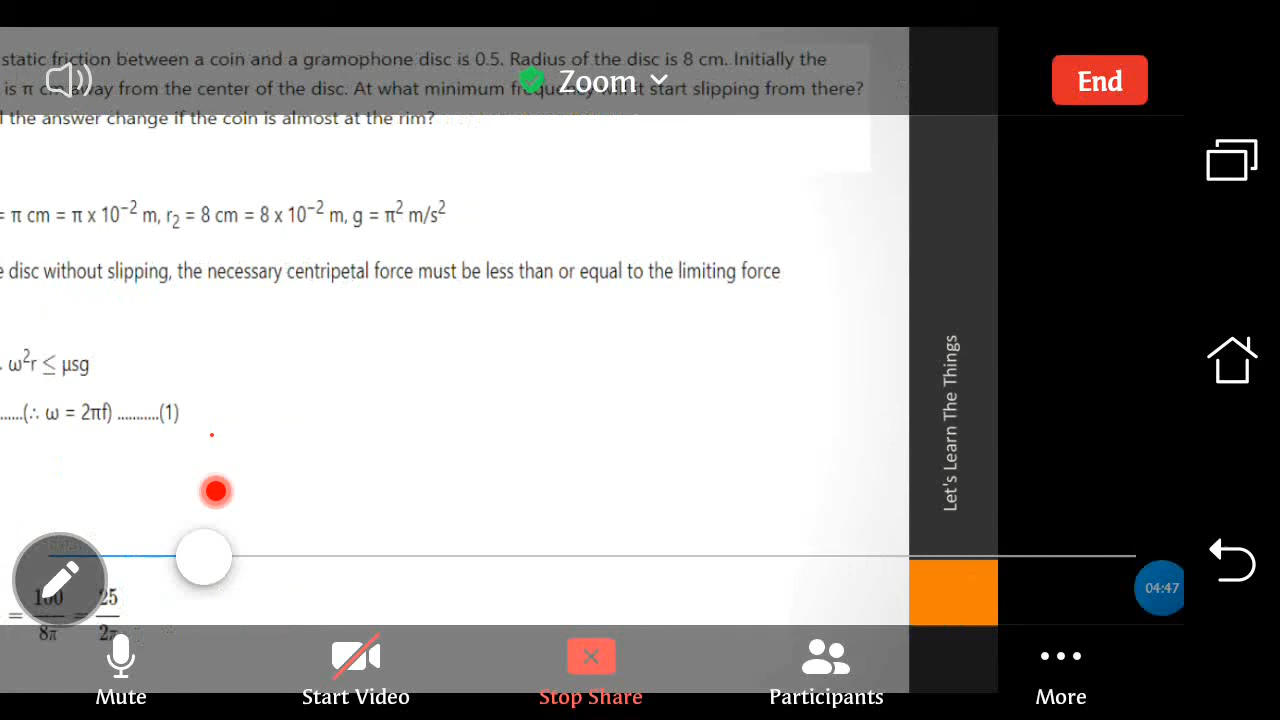 static friction between a coin and a gramophone disc is 0.5. Radius of the disc is 8 cm. Initially the
is π cm away from the center of the disc. At what minimum frequency will it start slipping from there?
l the answer change if the coin is almost at the rim?
Zoom
End
= π cm = π x 10⁻² m, r₂ = 8 cm = 8 x 10⁻² m, g = π² m/s²
e disc without slipping, the necessary centripetal force must be less than or equal to the limiting force
. ω²r ≤ μsg
......(∴ ω = 2πf) ...........(1)
Let's Learn The Things
= 100/8π = 25/2π
04:47
Mute
Start Video
Stop Share
Participants
More